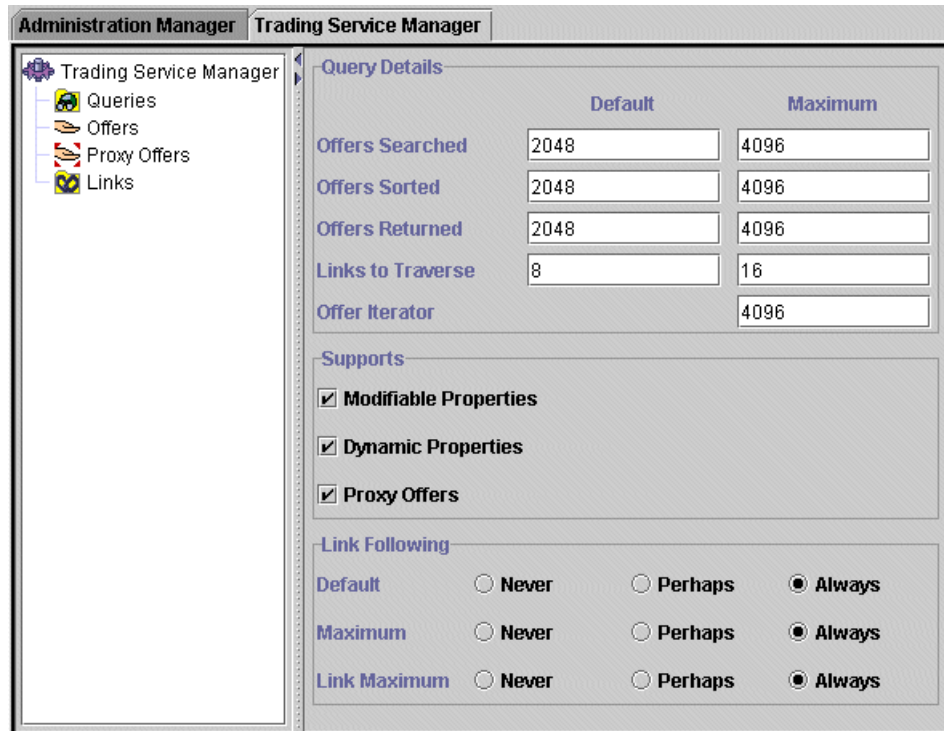 Administration Manager Trading Service Manager
Trading Service Manager
Queries
Offers
Proxy Offers
Links
Query Details
Default Maximum
Offers Searched 2048 4096
Offers Sorted 2048 4096
Offers Returned 2048 4096
Links to Traverse 8 16
Offer Iterator 4096
Supports
Modifiable Properties
Dynamic Properties
Proxy Offers
Link Following
Default Never Perhaps Always
Maximum Never Perhaps Always
Link Maximum Never Perhaps Always